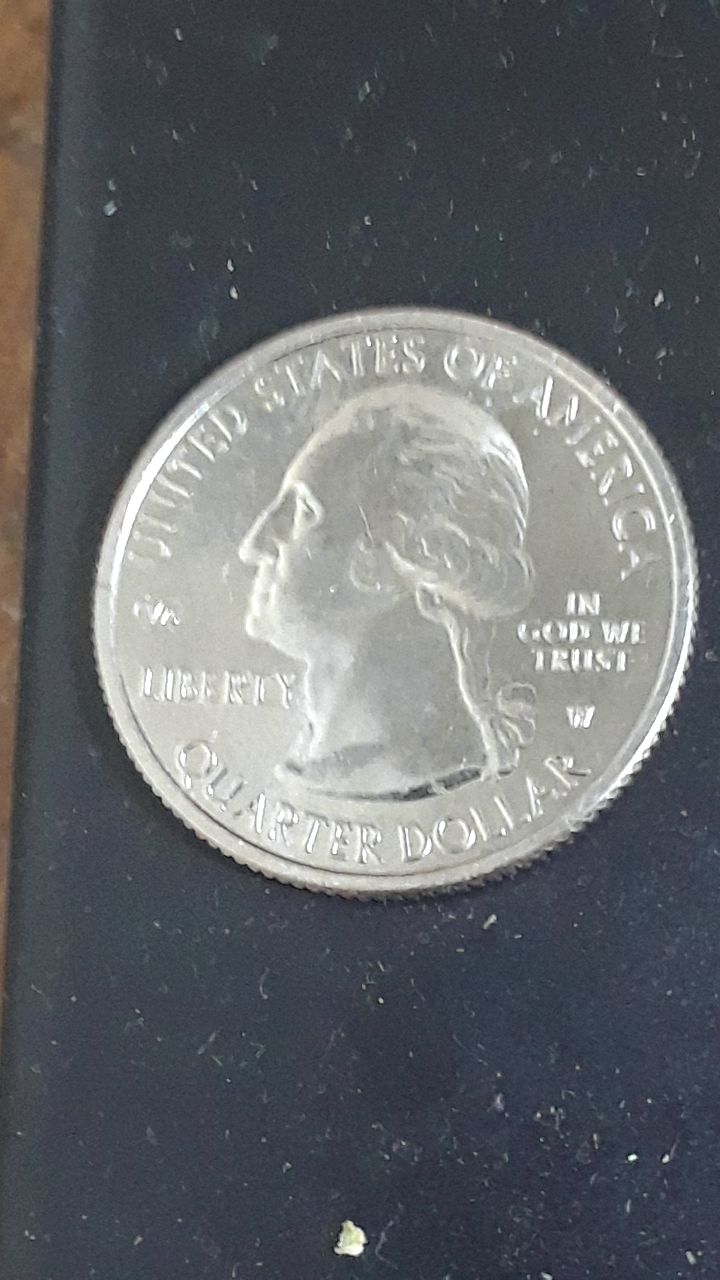 UNITED STATES OF AMERICA
LIBERTY
IN
GOD WE
TRUST
W
QUARTER DOLLAR